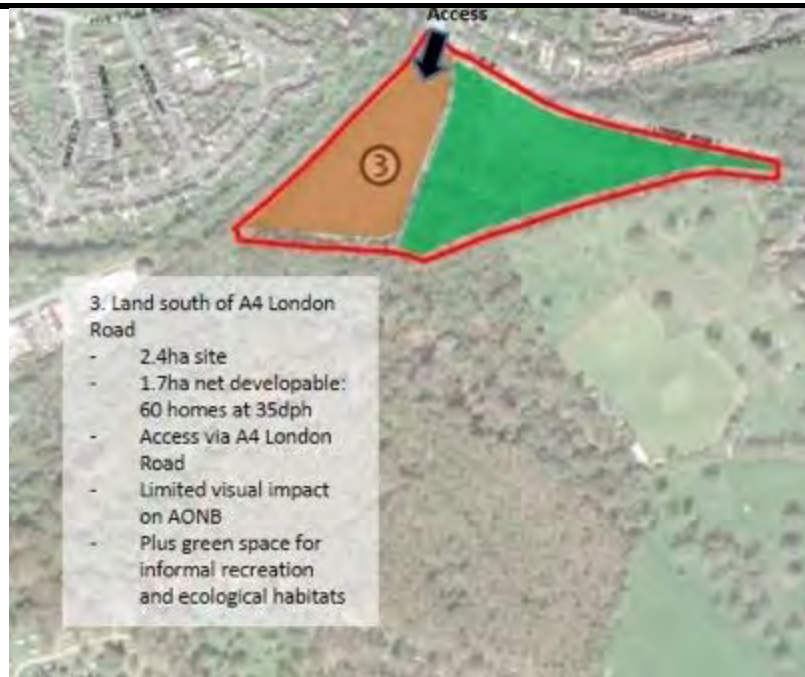 Access
3
3. Land south of A4 London
Road
- 2.4ha site
- 1.7ha net developable:
60 homes at 35dph
- Access via A4 London
Road
- Limited visual impact
on AONB
- Plus green space for
informal recreation
and ecological habitats